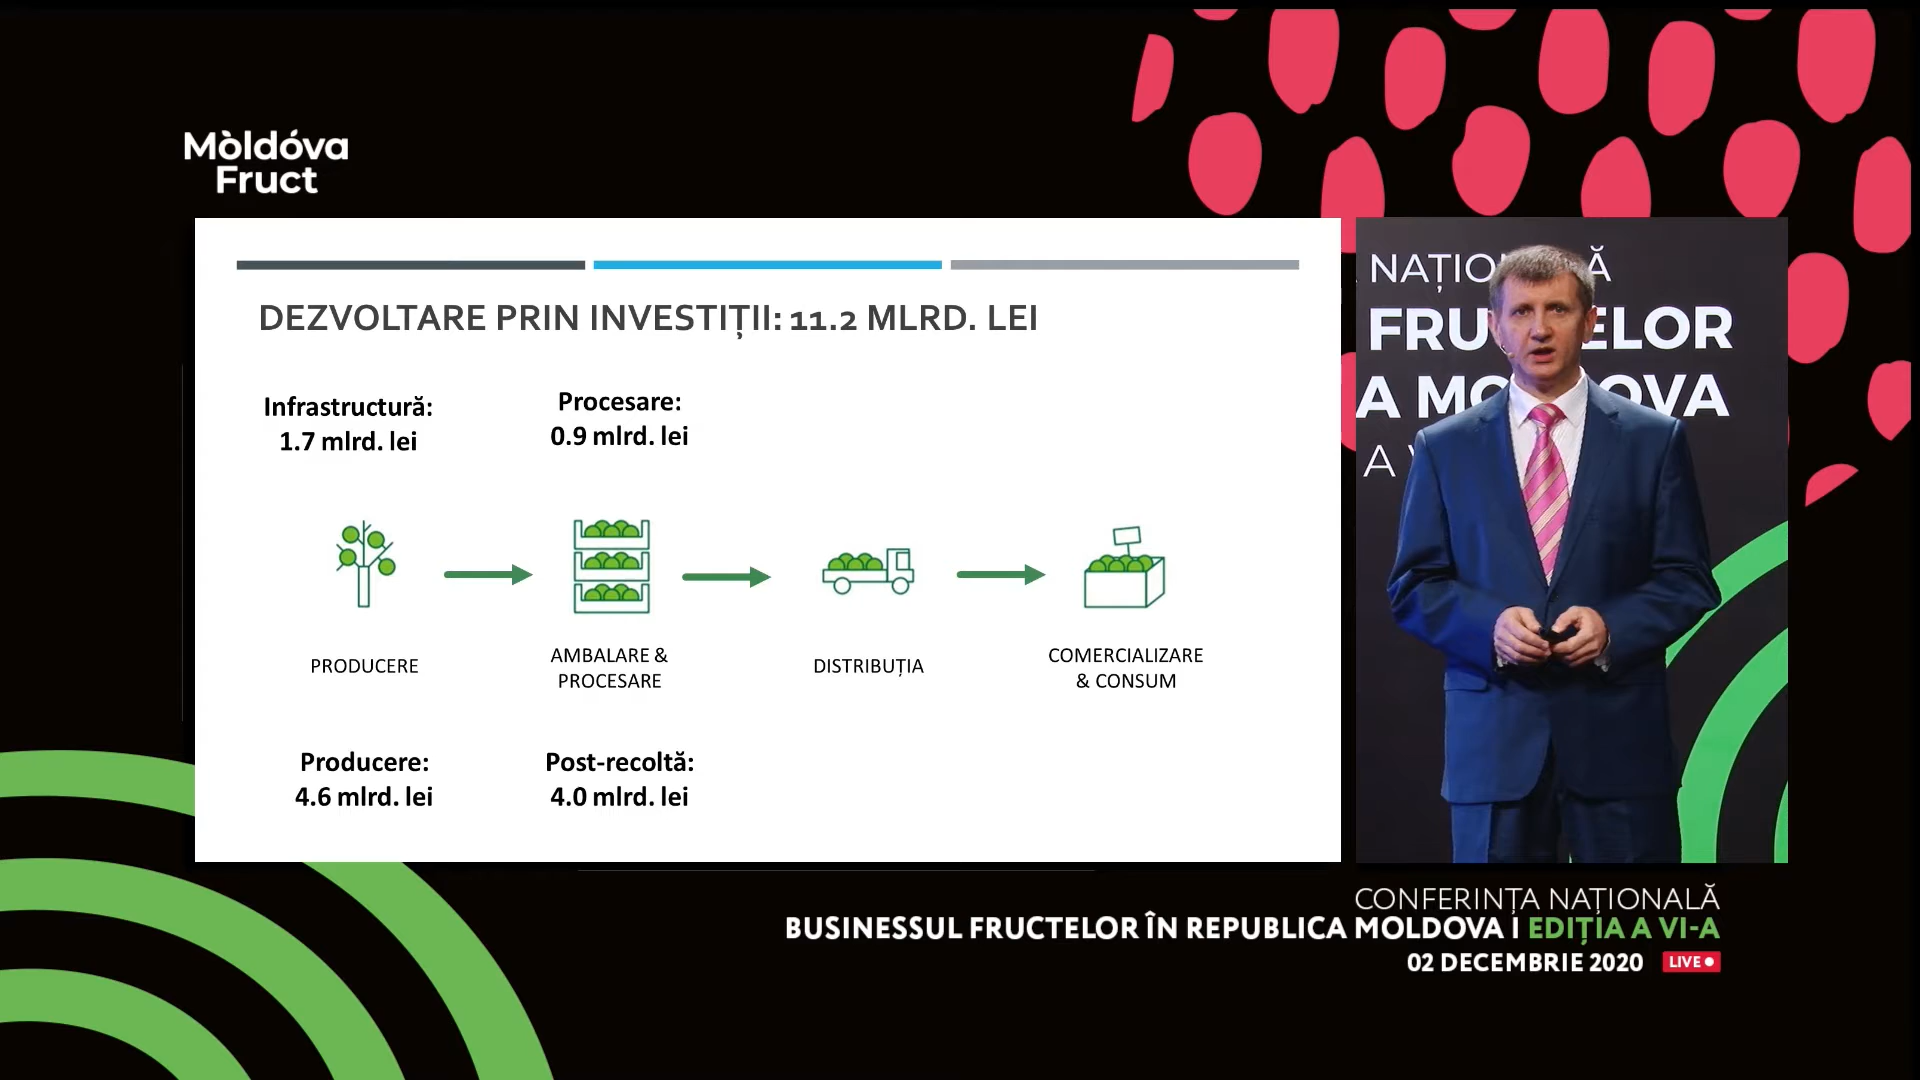 Mòldóva
Fruct
DEZVOLTARE PRIN INVESTIȚII: 11.2 MLRD. LEI
Infrastructură:
1.7 mlrd. lei
Procesare:
0.9 mlrd. lei
PRODUCERE
AMBALARE &
PROCESARE
DISTRIBUȚIA
COMERCIALIZARE
& CONSUM
Producere:
4.6 mlrd. lei
Post-recoltă:
4.0 mlrd. lei
A MOLDOVA
A
CONFERINȚA NAȚIONALĂ
BUSINESSUL FRUCTELOR ÎN REPUBLICA MOLDOVA I EDIȚIA A VI-A
02 DECEMBRIE 2020 LIVE